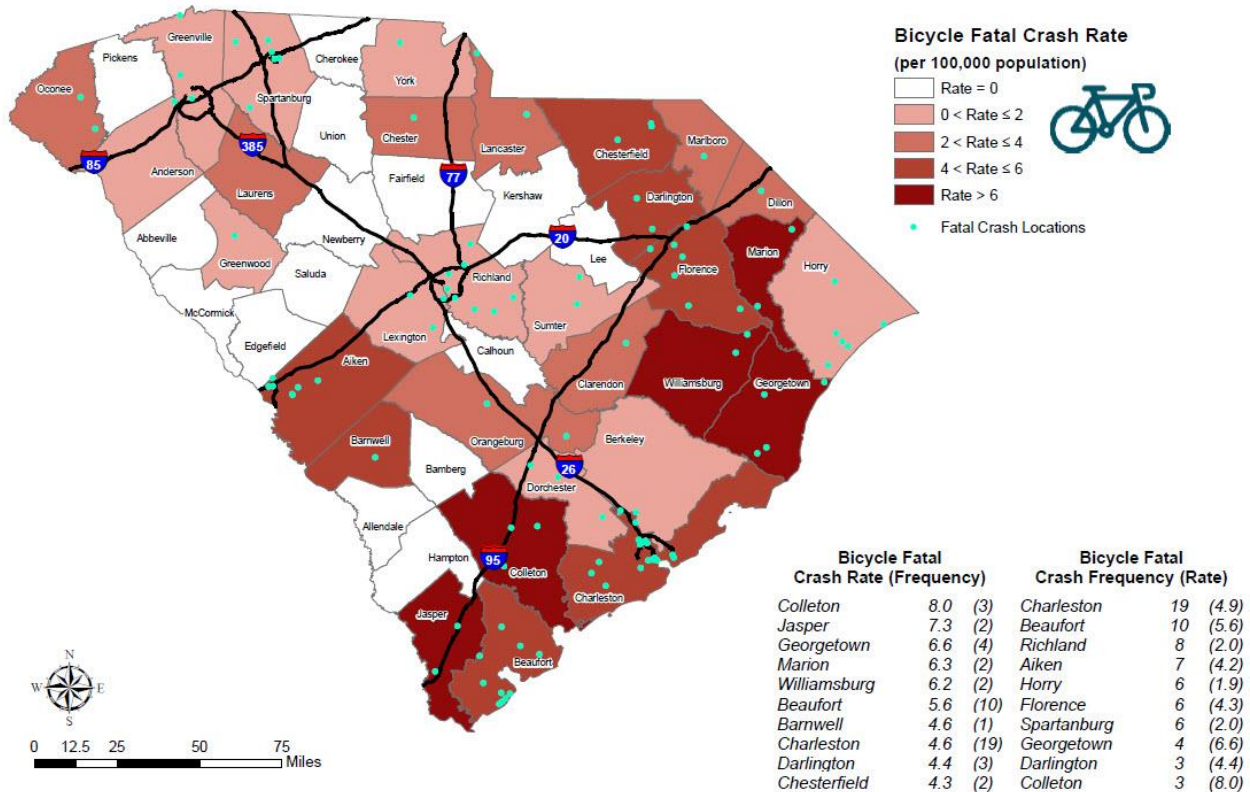 Bicycle Fatal Crash Rate
(per 100,000 population)
Rate = 0
0 < Rate ≤ 2
2 < Rate ≤ 4
4 < Rate ≤ 6
Rate > 6
Fatal Crash Locations
Greenville
Cherokee
Pickens
York
Oconee
Spartanburg
Union
Chester
Lancaster
Chesterfield
Marlboro
385
85
Anderson
Laurens
Fairfield
77
Kershaw
Darlington
Dillon
Abbeville
Newberry
20
Lee
Marion
Greenwood
Saluda
Richland
Florence
Horry
McCormick
Lexington
Sumter
Edgefield
Calhoun
Aiken
Clarendon
Williamsburg
Georgetown
Barnwell
Orangeburg
Berkeley
Bamberg
26
Dorchester
Allendale
Hampton
95
Colleton
Charleston
Jasper
Beaufort
N
W E
S
0 12.5 25 50 75
Miles
Bicycle Fatal
Crash Rate (Frequency)
Colleton 8.0 (3)
Jasper 7.3 (2)
Georgetown 6.6 (4)
Marion 6.3 (2)
Williamsburg 6.2 (2)
Beaufort 5.6 (10)
Barnwell 4.6 (1)
Charleston 4.6 (19)
Darlington 4.4 (3)
Chesterfield 4.3 (2)
Bicycle Fatal
Crash Frequency (Rate)
Charleston 19 (4.9)
Beaufort 10 (5.6)
Richland 8 (2.0)
Aiken 7 (4.2)
Horry 6 (1.9)
Florence 6 (4.3)
Spartanburg 6 (2.0)
Georgetown 4 (6.6)
Darlington 3 (4.4)
Colleton 3 (8.0)